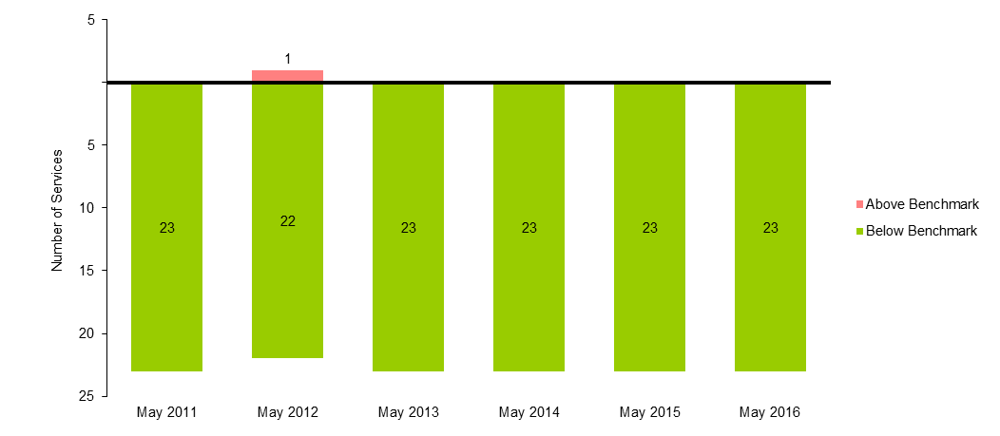 5
1
5
10
15
20
25
Number of Services
23
22
23
23
23
23
May 2011
May 2012
May 2013
May 2014
May 2015
May 2016
Above Benchmark
Below Benchmark